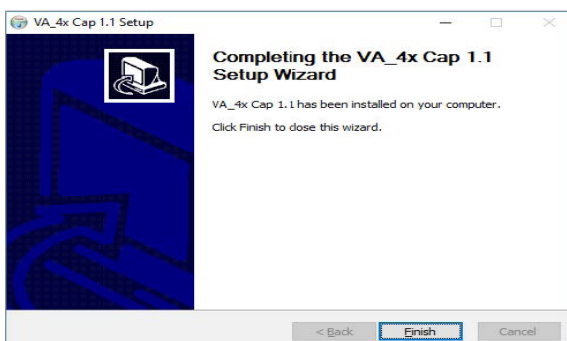 VA_4x Cap 1.1 Setup
Completing the VA_4x Cap 1.1
Setup Wizard
VA_4x Cap 1.1 has been installed on your computer.
Click Finish to close this wizard.
< Back
Finish
Cancel